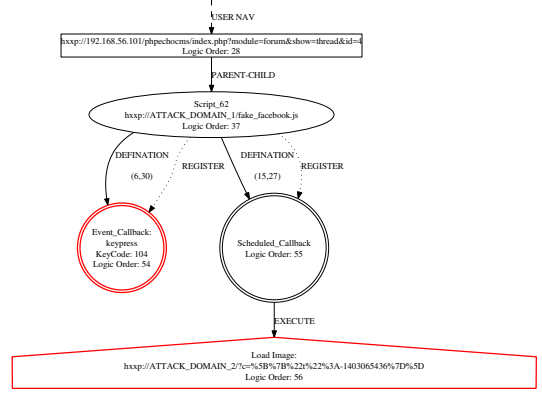 USER NAV
hxxp://192.168.56.101/phpechocms/index.php?module=forum&show=thread&id=4
Logic Order: 28
PARENT-CHILD
Script_62
hxxp://ATTACK_DOMAIN_1/fake_facebook.js
Logic Order: 37
DEFINATION
(6,30)
REGISTER
DEFINATION
(15,27)
REGISTER
Event_Callback:
keypress
KeyCode: 104
Logic Order: 54
Scheduled_Callback
Logic Order: 55
EXECUTE
Load Image:
hxxp://ATTACK_DOMAIN_2/?c=%5B%7B%22t%22%3A-1403065436%7D%5D
Logic Order: 56